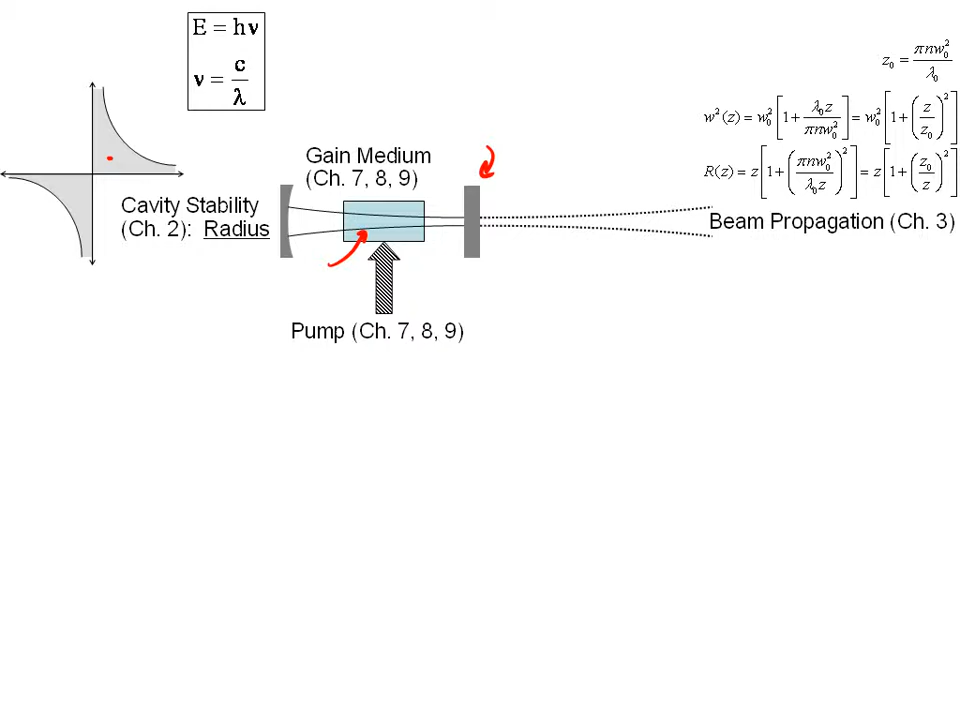 E = hν
ν = c/λ
z₀ = πnw₀²/λ₀
w²(z) = w₀²[1+λ₀z/πnw₀²]² = w₀²[1+(z/z₀)²]
R(z) = z[1+(πnw₀²/λ₀z)²] = z[1+(z₀/z)²]
Gain Medium
(Ch. 7, 8, 9)
Cavity Stability
(Ch. 2): Radius
Beam Propagation (Ch. 3)
Pump (Ch. 7, 8, 9)